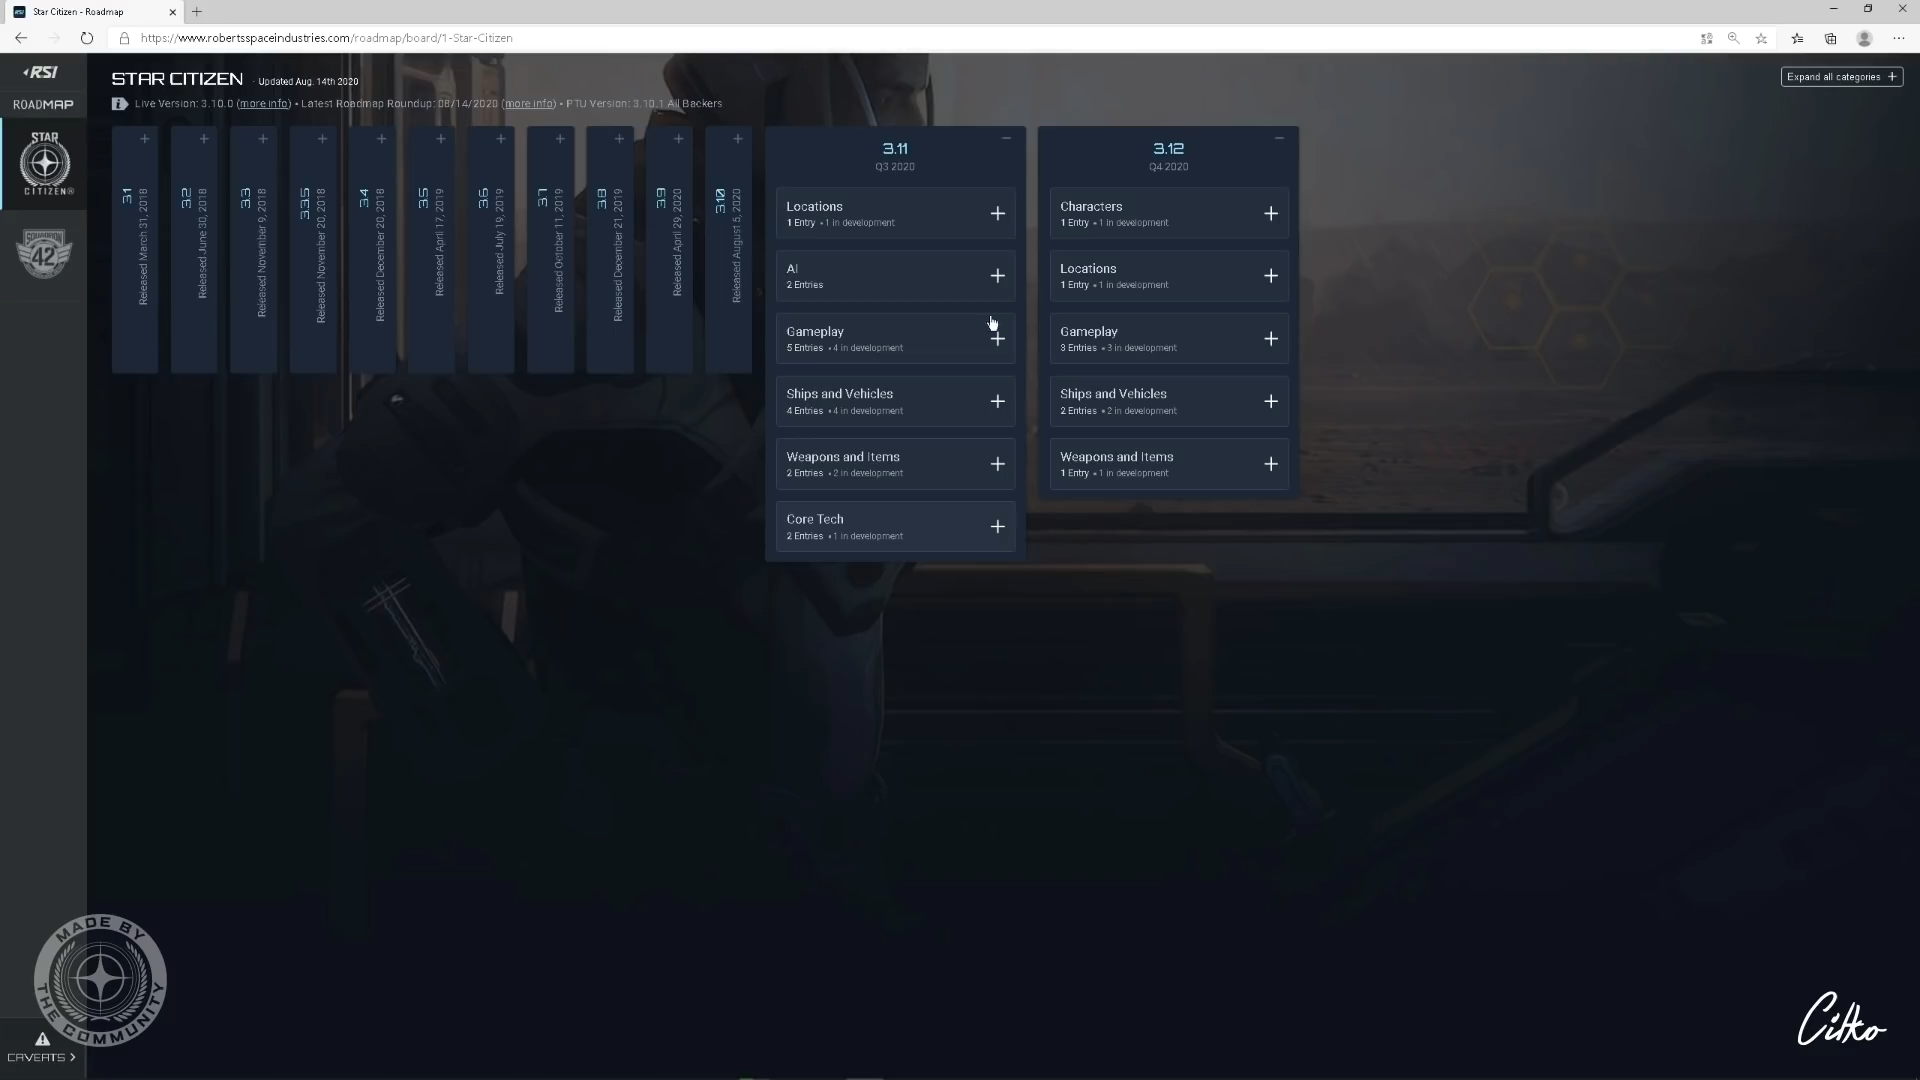 Star Citizen - Roadmap
https://www.robertsspaceindustries.com/roadmap/board/1-Star-Citizen
RSI
ROADMAP
STAR CITIZEN®
SQUADRON 42
STAR CITIZEN - Updated Aug. 14th 2020
Live Version: 3.10.0 (more info) • Latest Roadmap Roundup: 08/14/2020 (more info) • PTU Version: 3.10.1 All Backers
Expand all categories +
3.1 Released March 31, 2018
3.2 Released June 30, 2018
3.3 Released November 9, 2018
3.3.5 Released November 20, 2018
3.4 Released December 20, 2018
3.5 Released April 17, 2019
3.6 Released July 19, 2019
3.7 Released October 11, 2019
3.8 Released December 21, 2019
3.9 Released April 29, 2020
3.10 Released August 5, 2020
3.11
Q3 2020
Locations
1 Entry • 1 in development
AI
2 Entries
Gameplay
5 Entries • 4 in development
Ships and Vehicles
4 Entries • 4 in development
Weapons and Items
2 Entries • 2 in development
Core Tech
2 Entries • 1 in development
3.12
Q4 2020
Characters
1 Entry • 1 in development
Locations
1 Entry • 1 in development
Gameplay
3 Entries • 3 in development
Ships and Vehicles
2 Entries • 2 in development
Weapons and Items
1 Entry • 1 in development
MADE BY
THE COMMUNITY
CAVEATS >